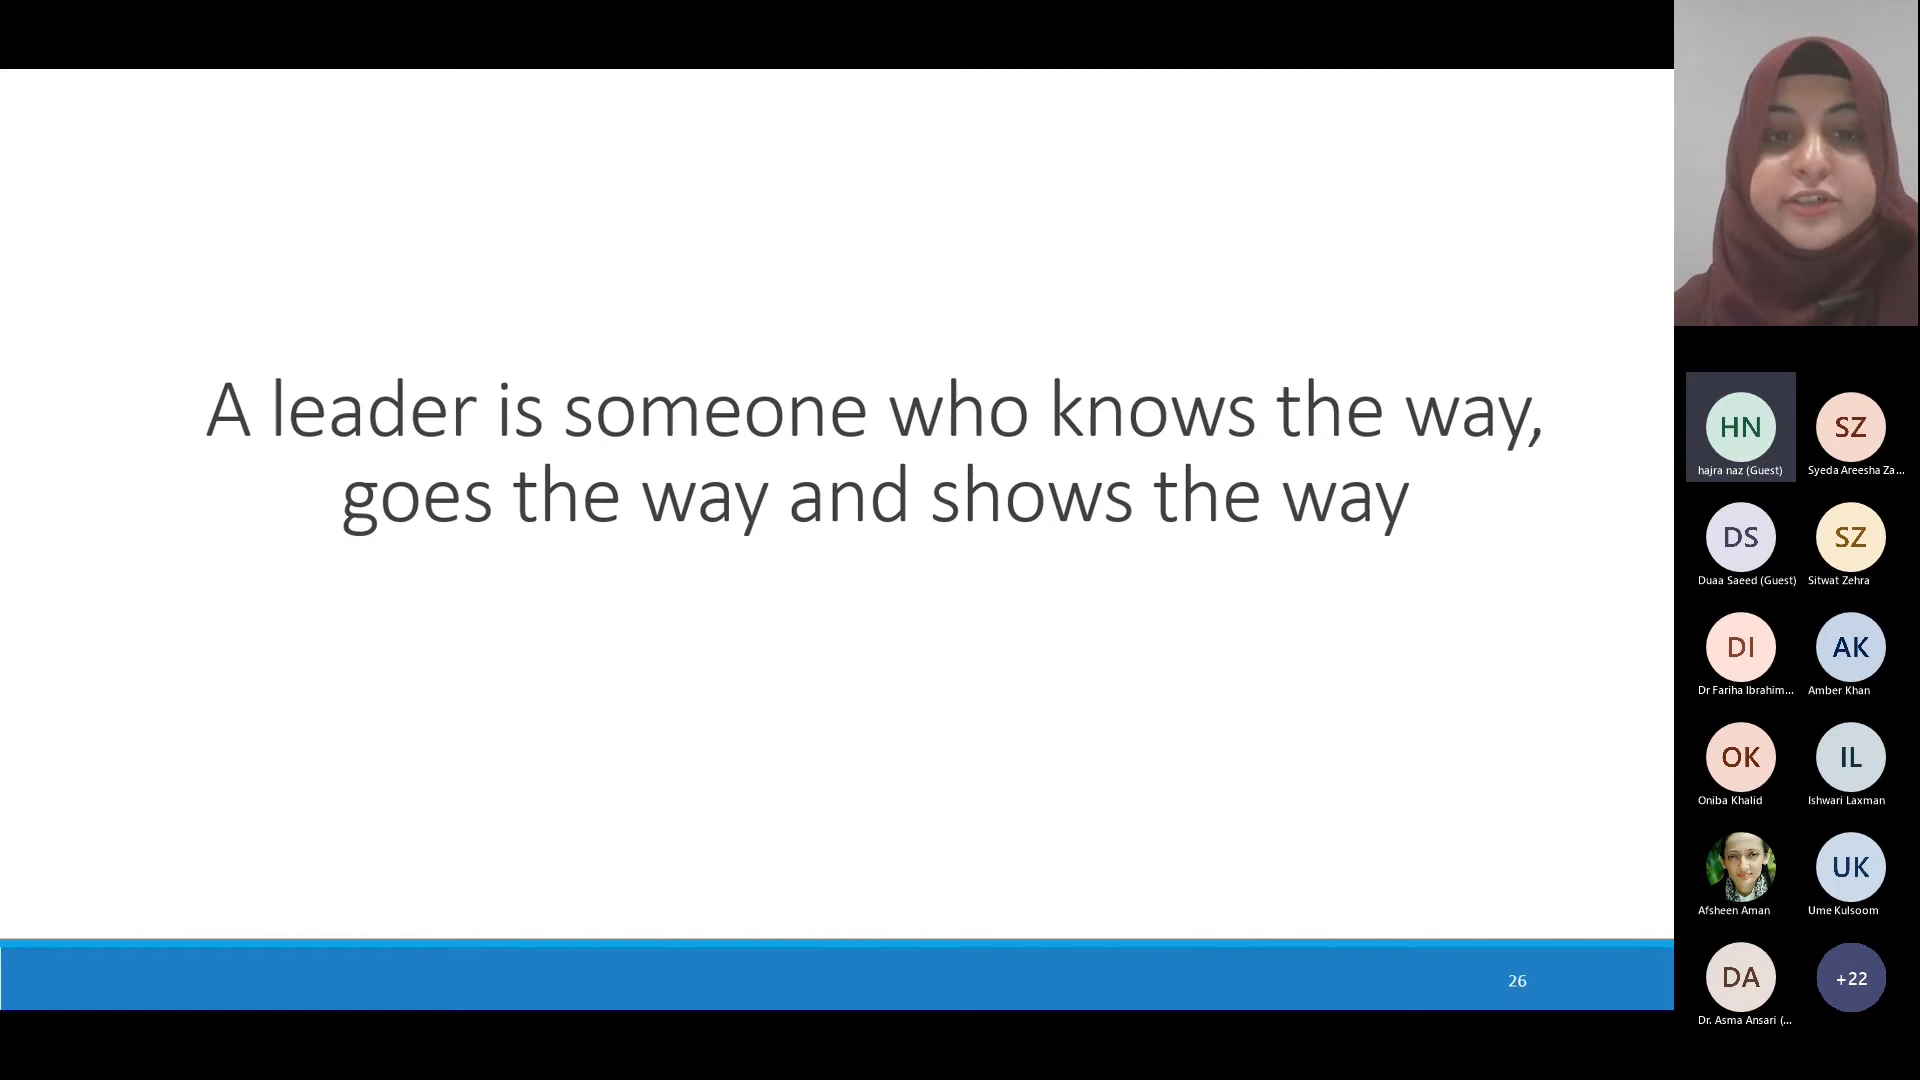 A leader is someone who knows the way,
goes the way and shows the way
26
HN
hajra naz (Guest)
SZ
Syeda Areesha Za...
DS
Duaa Saeed (Guest)
SZ
Sitwat Zehra
DI
Dr Fariha Ibrahim...
AK
Amber Khan
OK
Oniba Khalid
IL
Ishwari Laxman
Afsheen Aman
UK
Ume Kulsoom
DA
Dr. Asma Ansari (...
+22